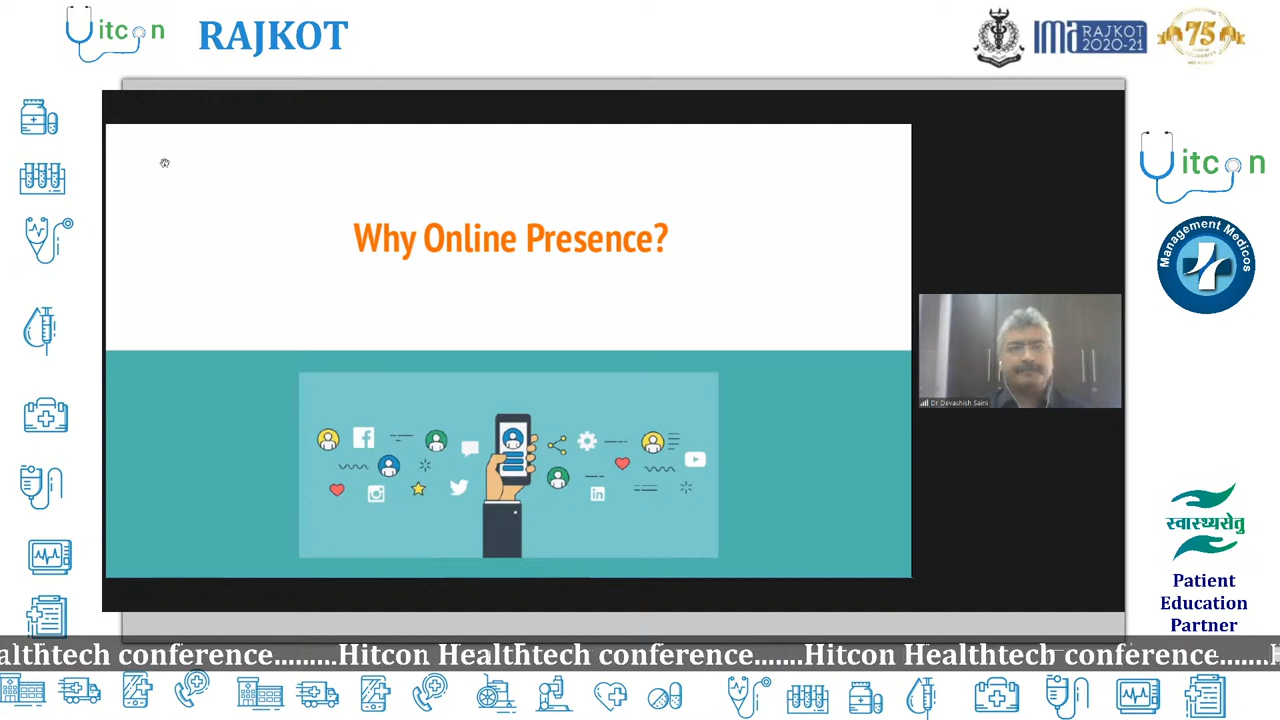 itcon
RAJKOT
IMA RAJKOT
2020-21
75
itcon
Management Medicos
Why Online Presence?
Dr Devashish Saini
स्वास्थ्यसेतु
Patient
Education
Partner
althtech conference.........Hitcon Healthtech conference.......Hitcon Healthtech conference.......H